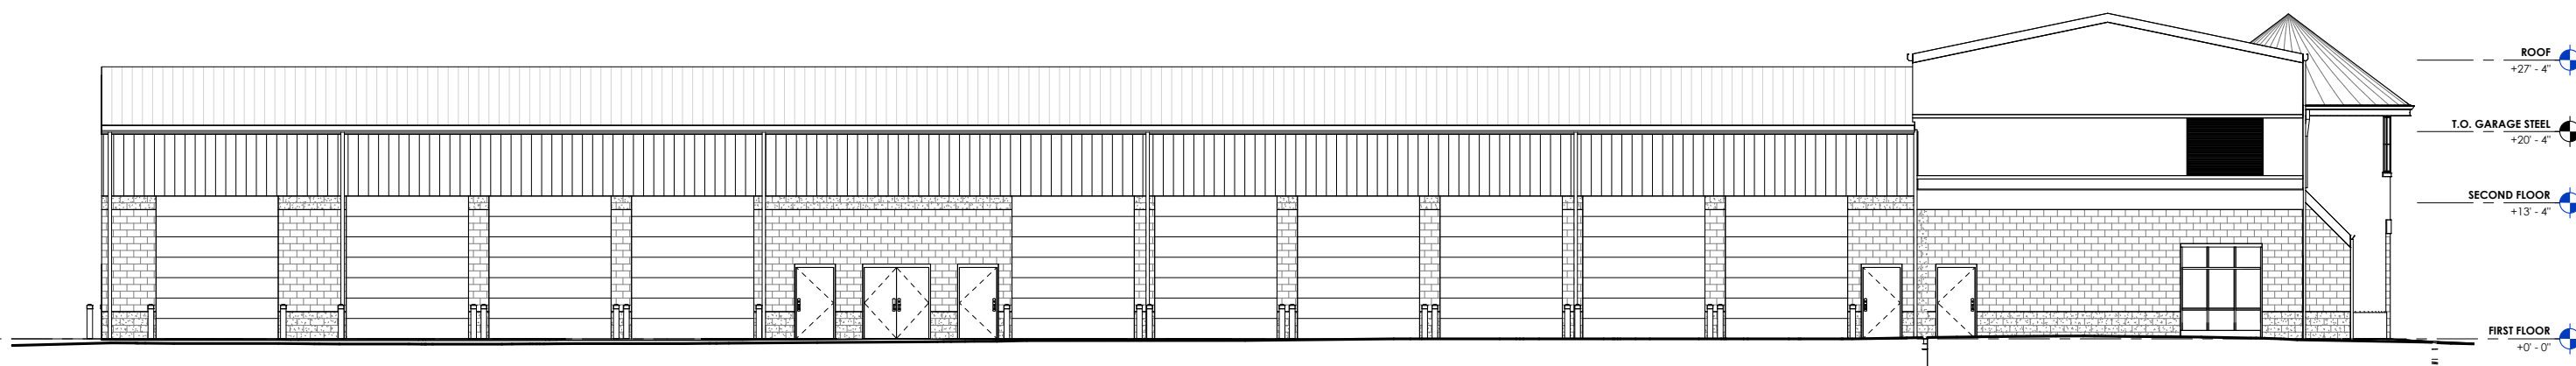 ROOF
+27' - 4"
T.O. GARAGE STEEL
+20' - 4"
SECOND FLOOR
+13' - 4"
FIRST FLOOR
+0' - 0"